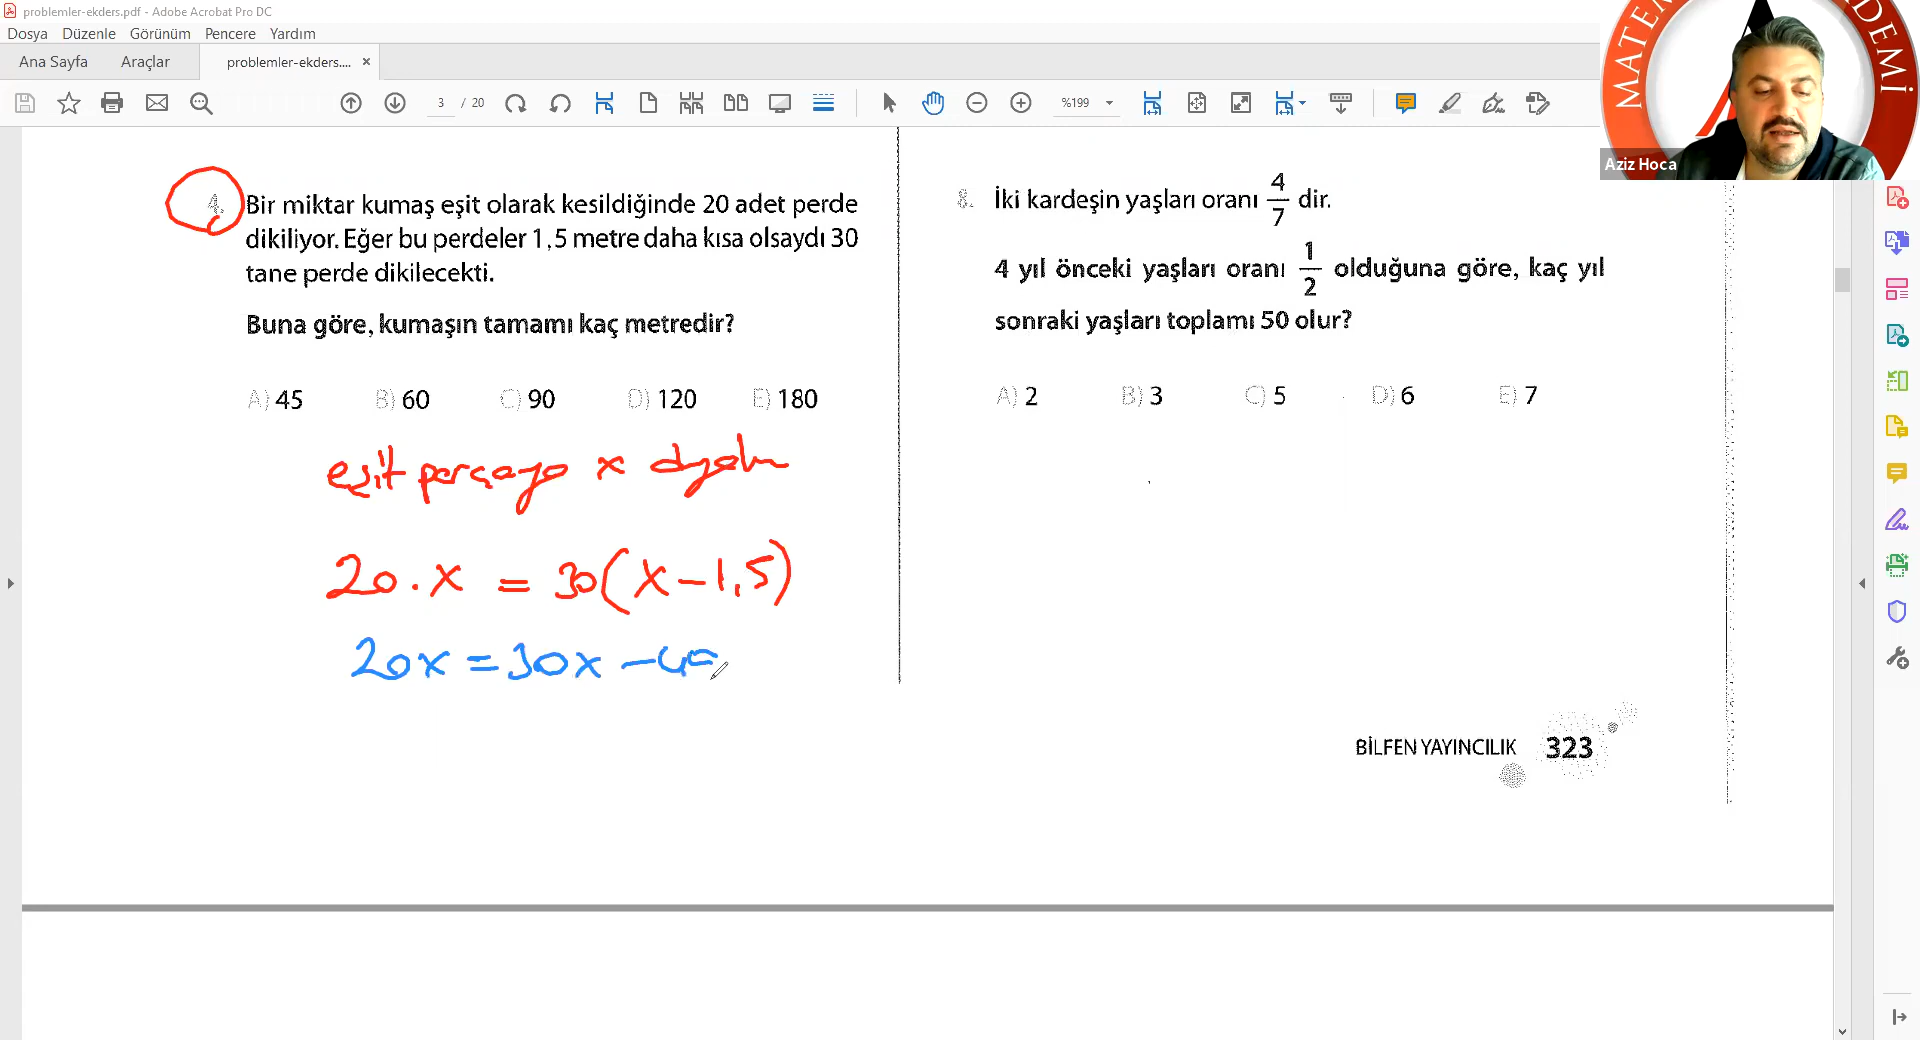 problemler-ekders.pdf - Adobe Acrobat Pro DC
Dosya Düzenle Görünüm Pencere Yardım
Ana Sayfa Araçlar problemler-ekders.... ×
3 / 20 %199
MATEM DEMİ
Aziz Hoca
4. Bir miktar kumaş eşit olarak kesildiğinde 20 adet perde
dikiliyor. Eğer bu perdeler 1,5 metre daha kısa olsaydı 30
tane perde dikilecekti.
Buna göre, kumaşın tamamı kaç metredir?
A) 45 B) 60 C) 90 D) 120 E) 180
eşit parçaya x diyelim
20.x = 30(x-1,5)
20x = 30x - 45
8. İki kardeşin yaşları oranı 4/7 dir.
4 yıl önceki yaşları oranı 1/2 olduğuna göre, kaç yıl
sonraki yaşları toplamı 50 olur?
A) 2 B) 3 C) 5 D) 6 E) 7
BİLFEN YAYINCILIK 323